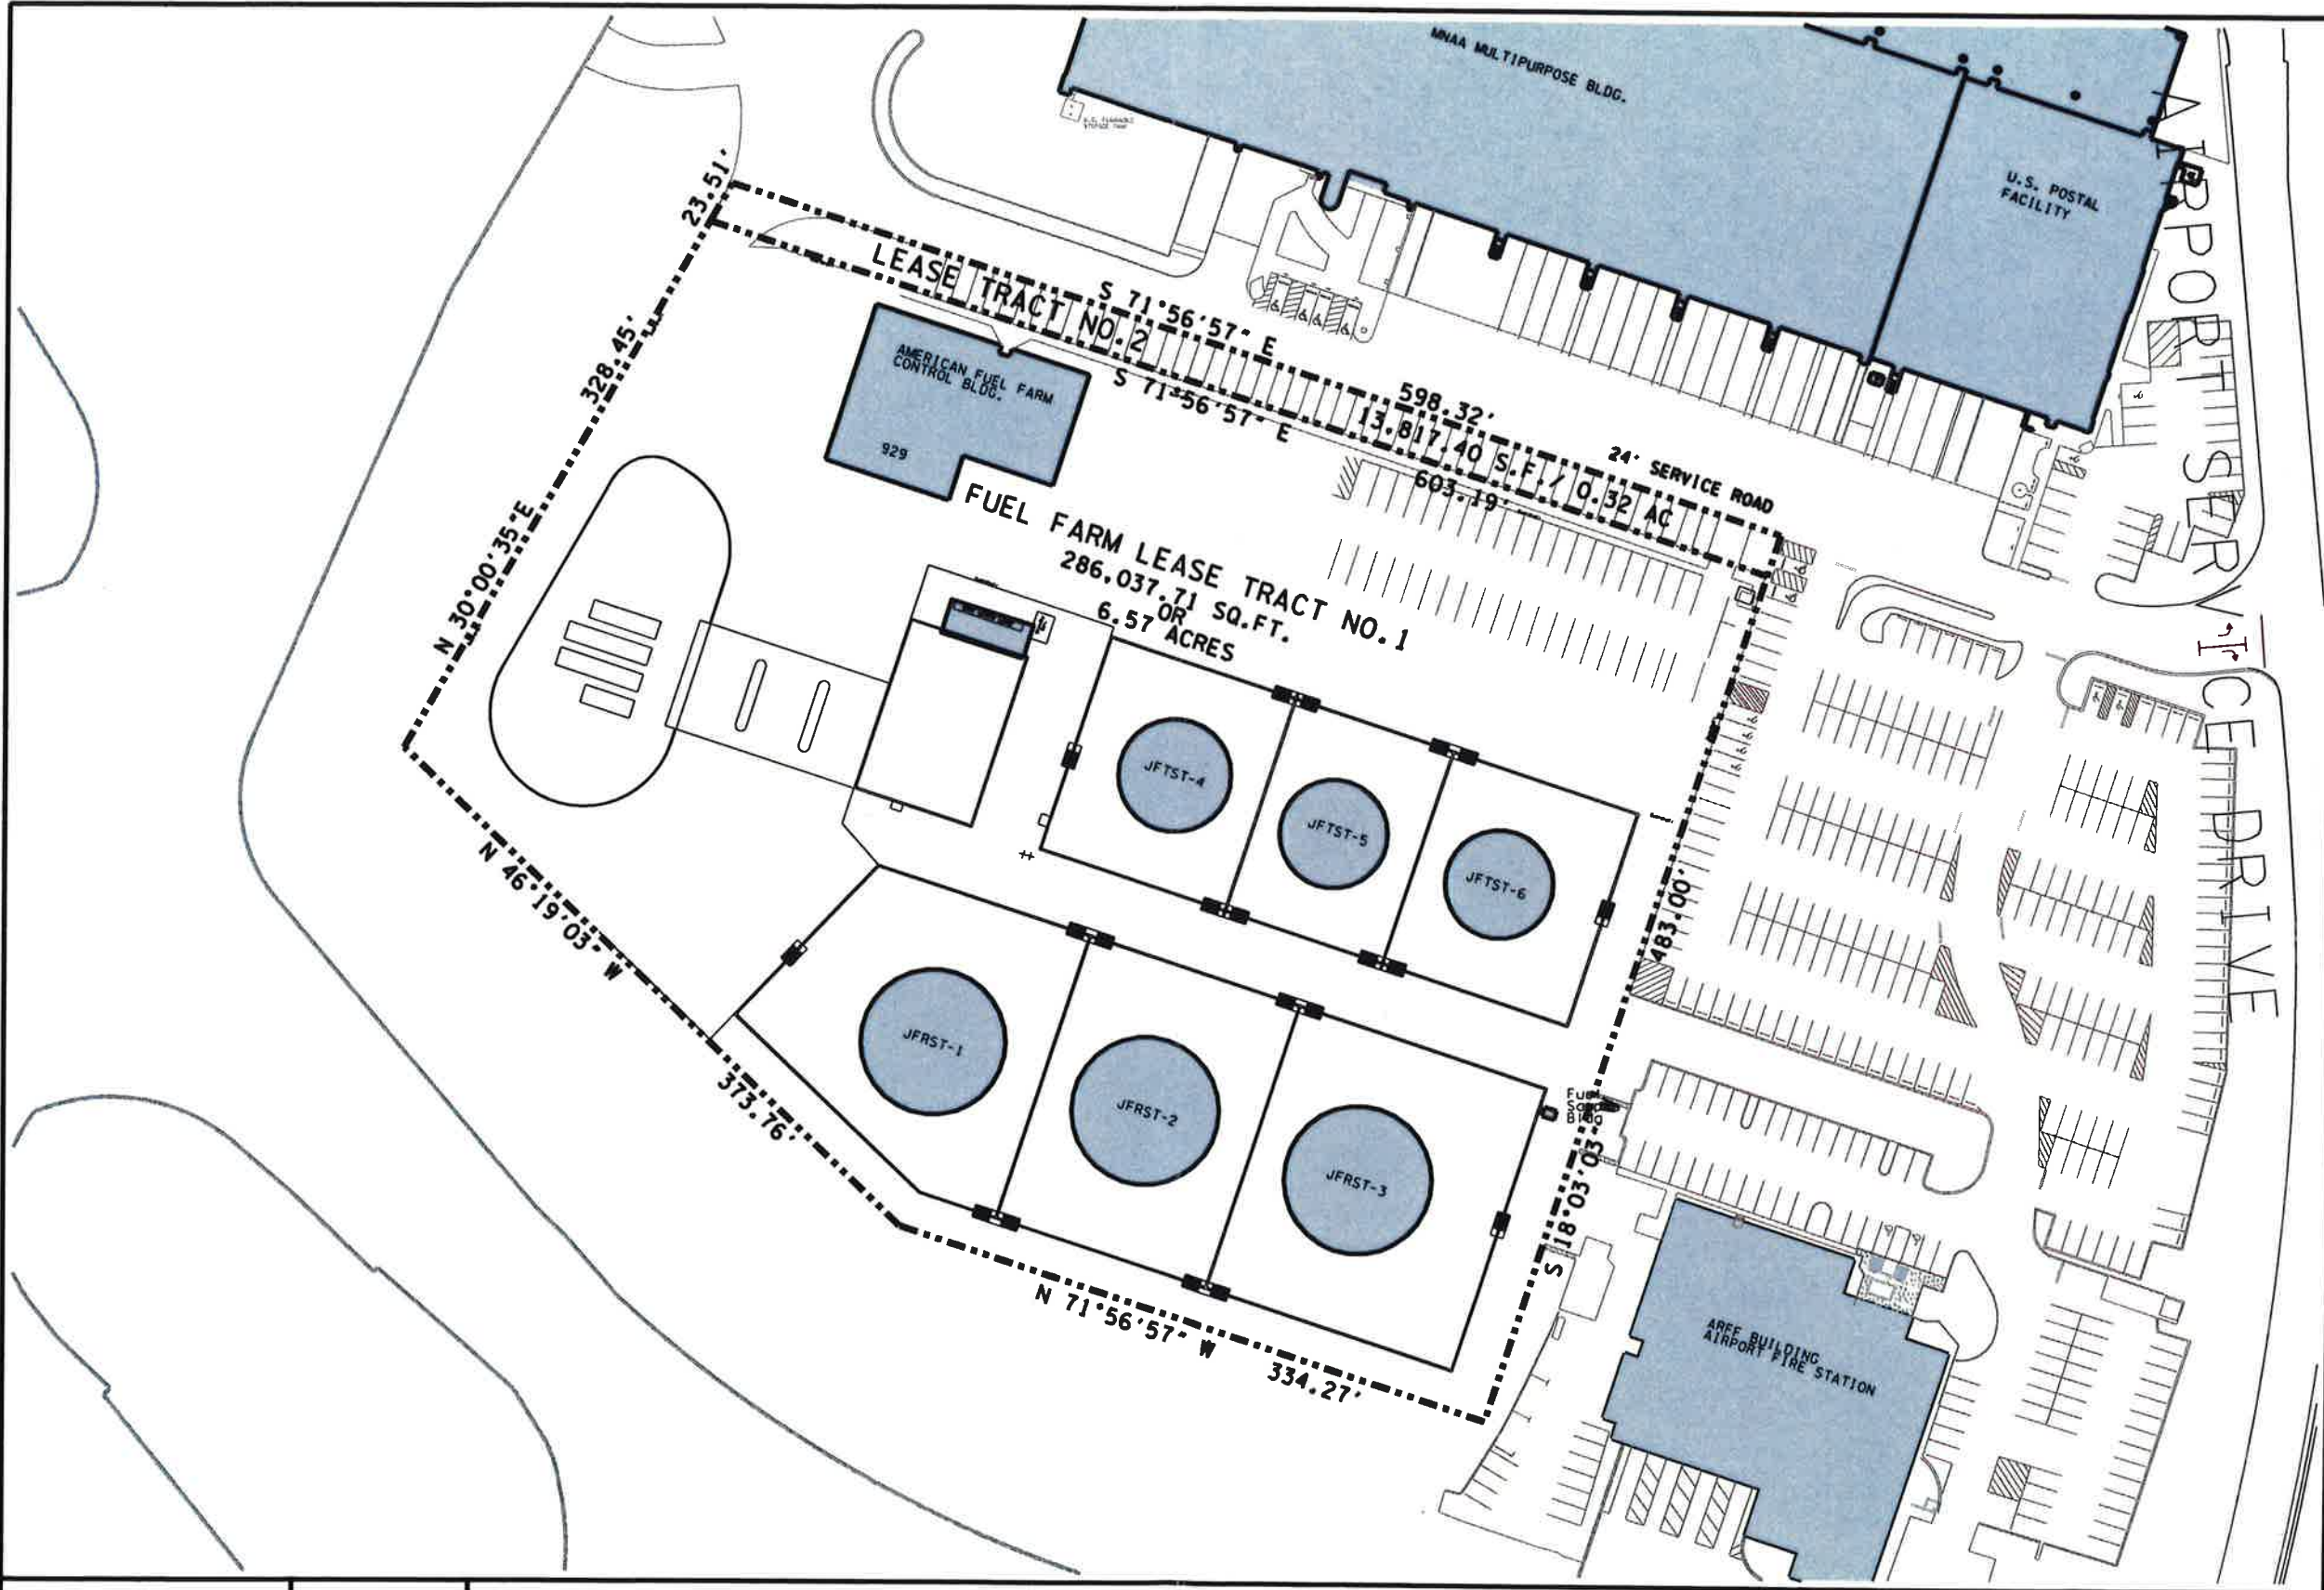 MNAA MULTIPURPOSE BLDG.
U.S. POSTAL
FACILITY
AIRPORT SERVICE DRIVE
23.51'
LEASE TRACT NO.2
S 71°56'57" E
598.32'
13,817.40 S.F./ 0.32 AC
24' SERVICE ROAD
S 71°56'57" E
603.19'
328.45'
N 30°00'35"E
AMERICAN FUEL FARM
CONTROL BLDG.
929
FUEL FARM LEASE TRACT NO.1
286,037.71 SQ.FT.
OR
6.57 ACRES
JFTST-4
JFTST-5
JFTST-6
483.00'
S 18°03'03" W
N 46°19'03" W
373.76'
JFRST-1
JFRST-2
JFRST-3
N 71°56'57" W
334.27'
ARFF BUILDING
AIRPORT FIRE STATION